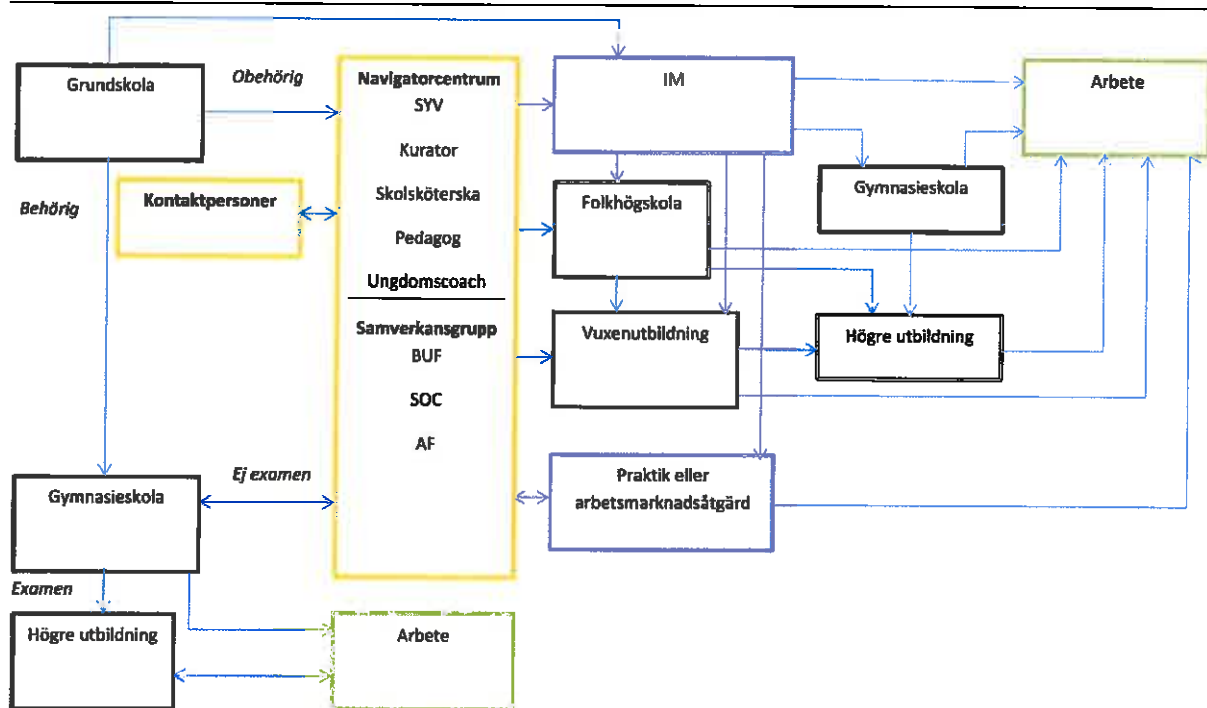 Grundskola
Obehörig
Navigatorcentrum
SYV
Kurator
Skolsköterska
Pedagog
Ungdomscoach
Samverkansgrupp
BUF
SOC
AF
IM
Arbete
Behörig
Kontaktpersoner
Folkhögskola
Gymnasieskola
Vuxenutbildning
Högre utbildning
Ej examen
Gymnasieskola
Praktik eller
arbetsmarknadsåtgärd
Examen
Högre utbildning
Arbete